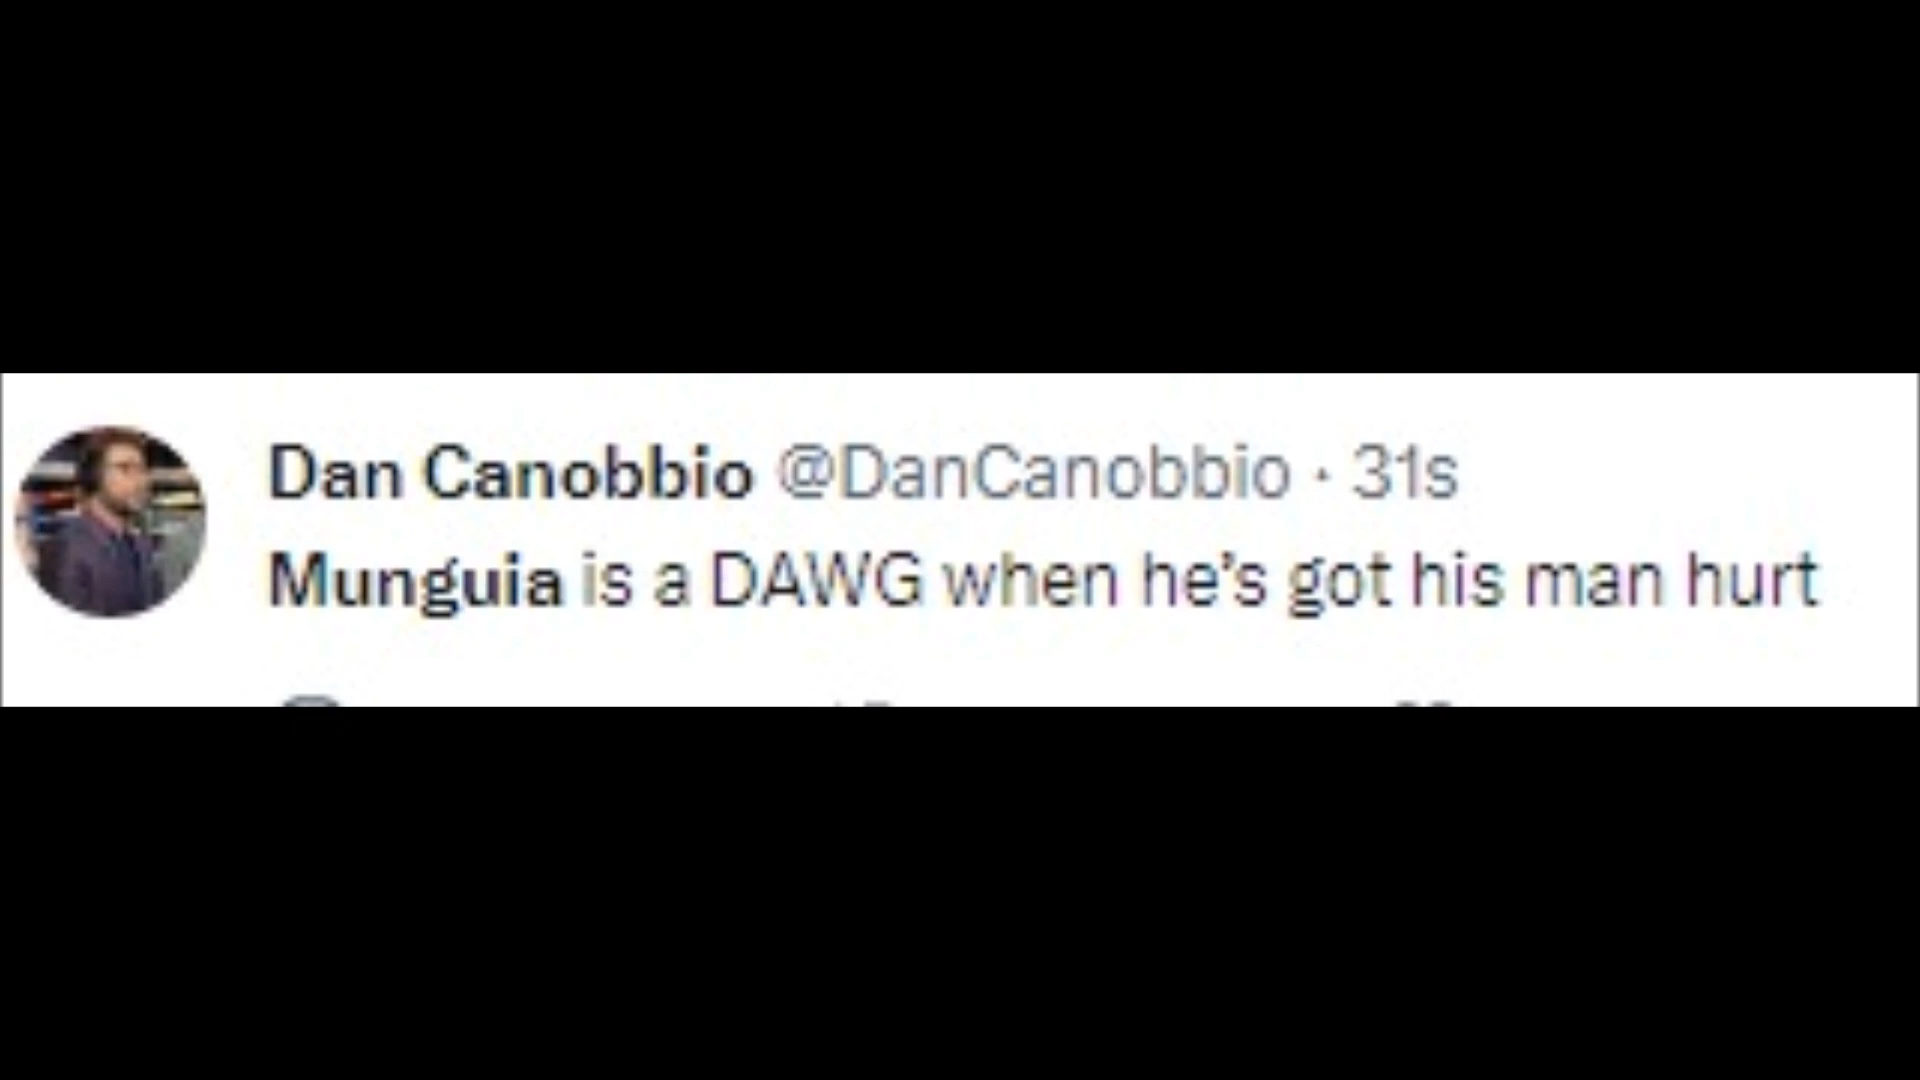 Dan Canobbio @DanCanobbio · 31s
Munguia is a DAWG when he’s got his man hurt